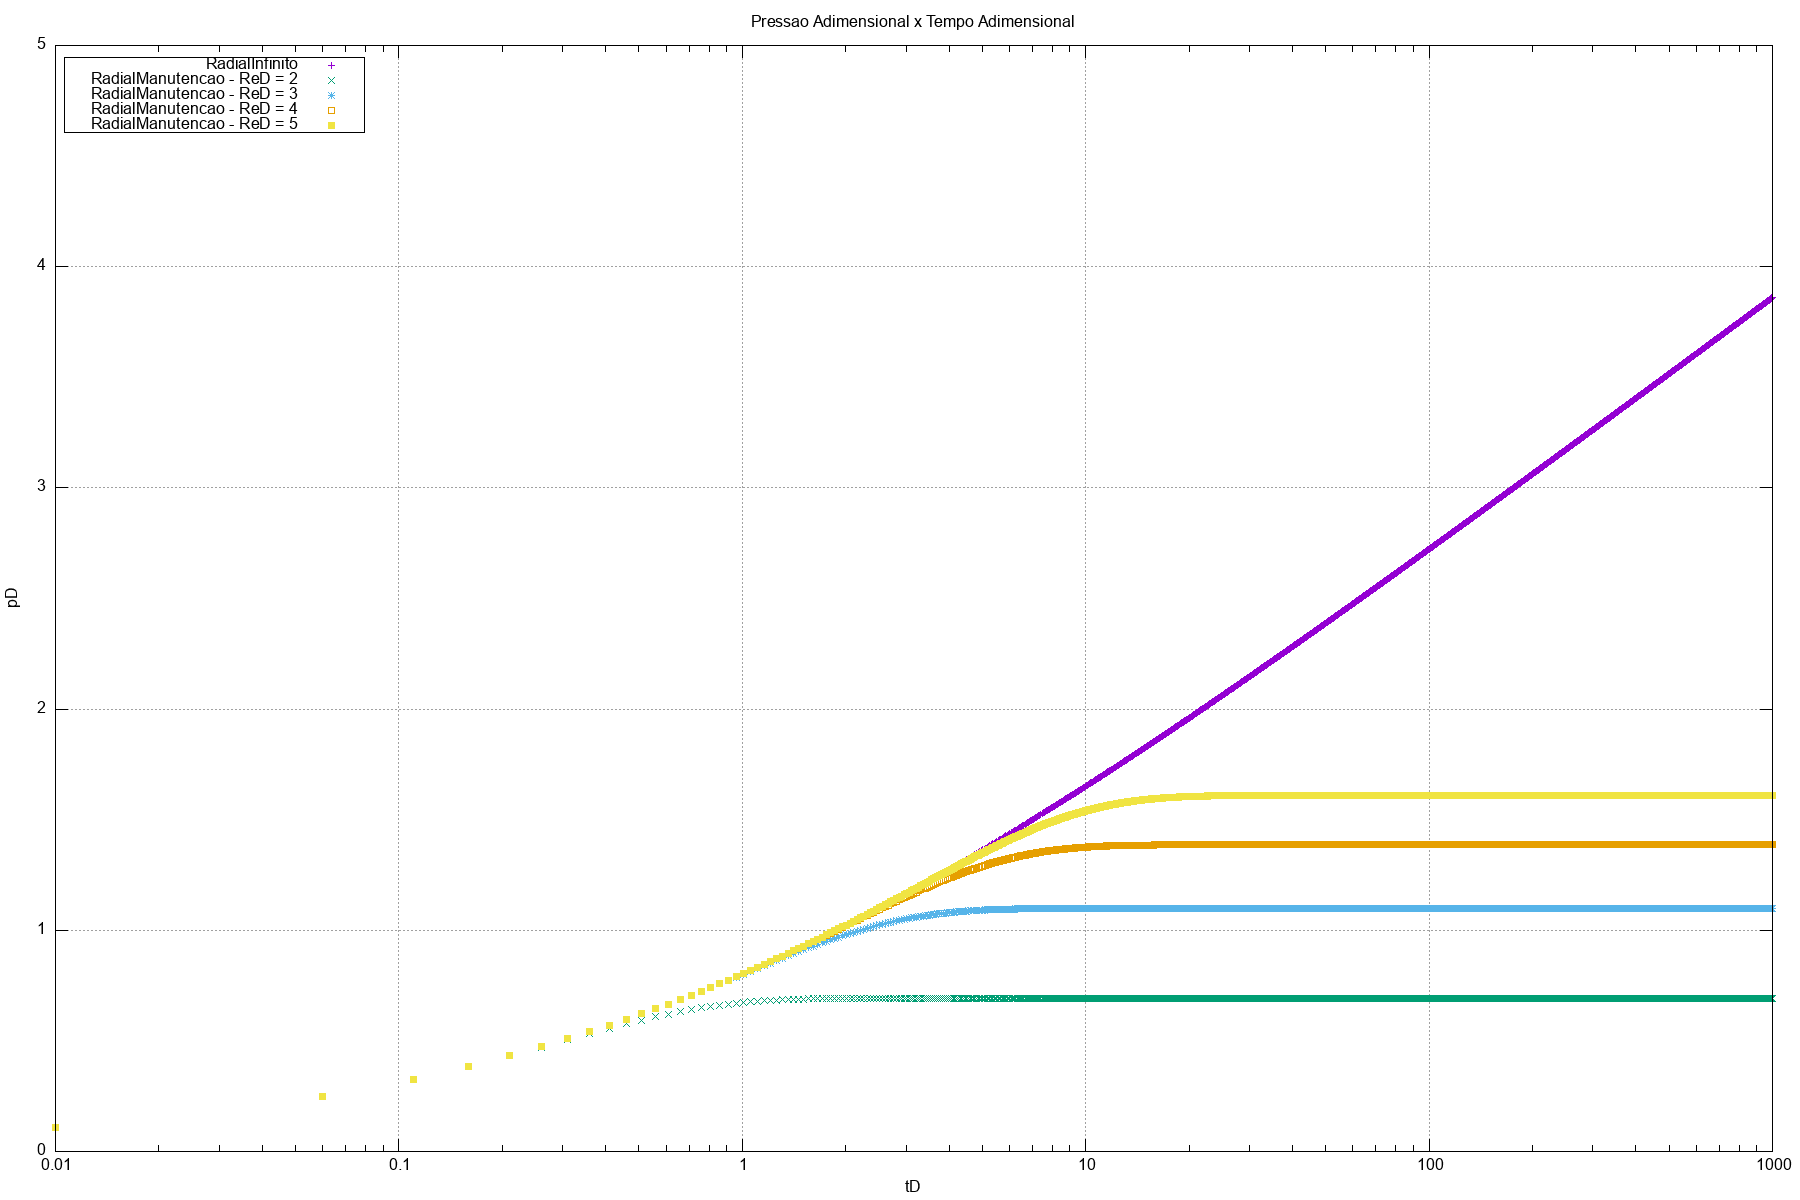 Pressao Adimensional x Tempo Adimensional
5
RadialInfinito
RadialManutencao - ReD = 2
RadialManutencao - ReD = 3
RadialManutencao - ReD = 4
RadialManutencao - ReD = 5
4
3
2
1
0
pD
0.01 0.1 1 10 100 1000
tD